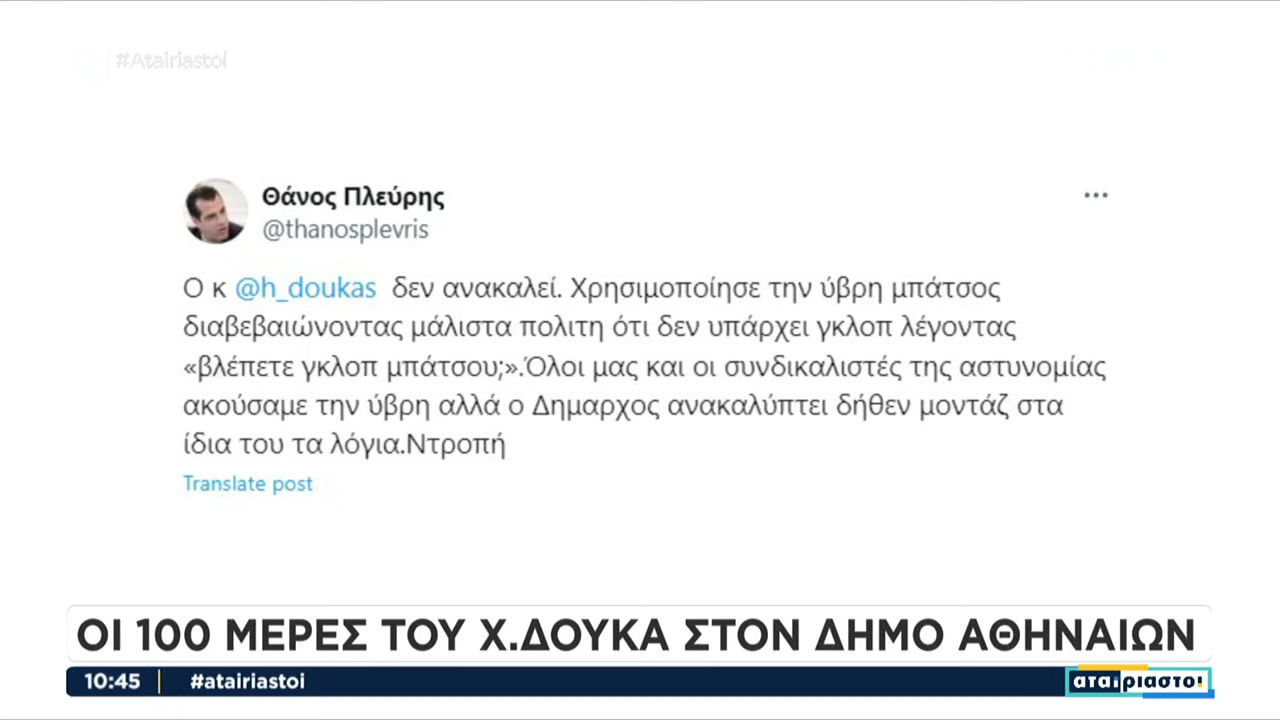 #Atairiastoi
Θάνος Πλεύρης
@thanosplevris
Ο κ @h_doukas δεν ανακαλεί. Χρησιμοποίησε την ύβρη μπάτσος
διαβεβαιώνοντας μάλιστα πολιτη ότι δεν υπάρχει γκλοπ λέγοντας
«βλέπετε γκλοπ μπάτσου;».Όλοι μας και οι συνδικαλιστές της αστυνομίας
ακούσαμε την ύβρη αλλά ο Δημαρχος ανακαλύπτει δήθεν μοντάζ στα
ίδια του τα λόγια.Ντροπή
Translate post
ΟΙ 100 ΜΕΡΕΣ ΤΟΥ Χ.ΔΟΥΚΑ ΣΤΟΝ ΔΗΜΟ ΑΘΗΝΑΙΩΝ
10:45 #atairiastoi αταίριαστοι